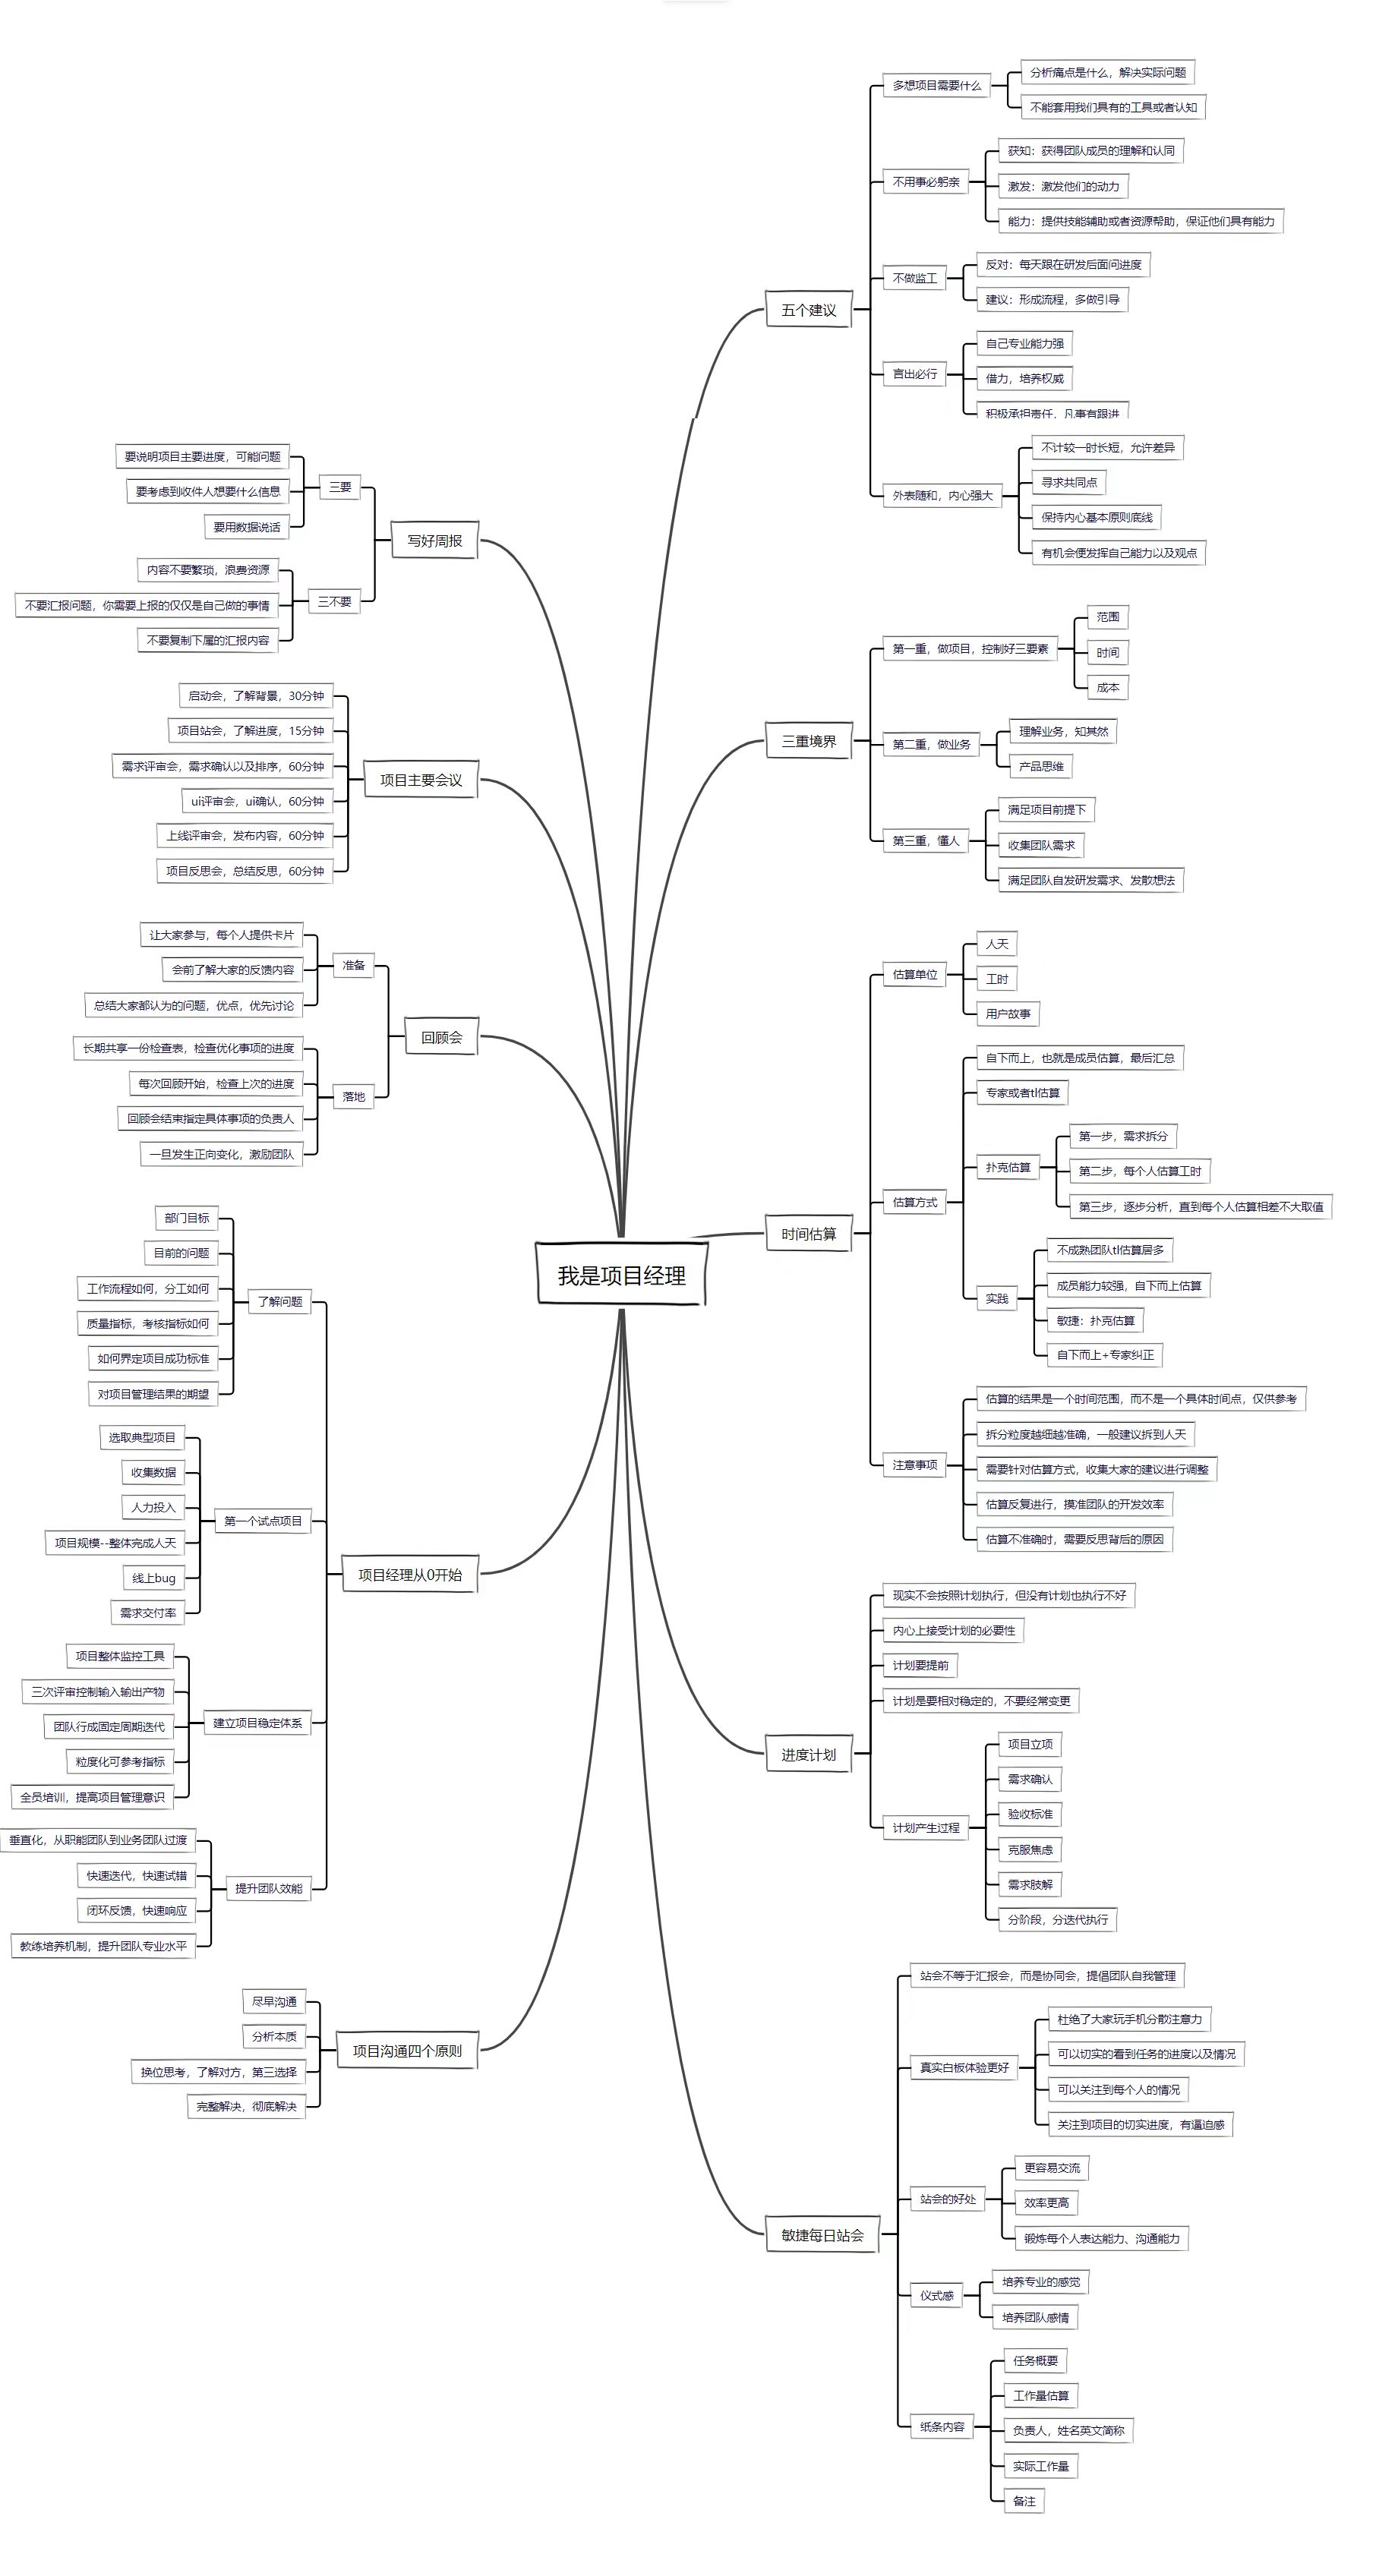 我是项目经理
五个建议
多想项目需要什么
分析痛点是什么，解决实际问题
不能套用我们具有的工具或者认知
不用事必躬亲
获知：获得团队成员的理解和认同
激发：激发他们的动力
能力：提供技能辅助或者资源帮助，保证他们具有能力
不做监工
反对：每天跟在研发后面问进度
建议：形成流程，多做引导
言出必行
自己专业能力强
借力，培养权威
积极承担责任，凡事有跟进
外表随和，内心强大
不计较一时长短，允许差异
寻求共同点
保持内心基本原则底线
有机会便发挥自己能力以及观点
三重境界
第一重，做项目，控制好三要素
范围
时间
成本
第二重，做业务
理解业务，知其然
产品思维
第三重，懂人
满足项目前提下
收集团队需求
满足团队自发研发需求、发散想法
时间估算
估算单位
人天
工时
用户故事
估算方式
自下而上，也就是成员估算，最后汇总
专家或者tl估算
扑克估算
第一步，需求拆分
第二步，每个人估算工时
第三步，逐步分析，直到每个人估算相差不大取值
实践
不成熟团队tl估算居多
成员能力较强，自下而上估算
敏捷：扑克估算
自下而上+专家纠正
注意事项
估算的结果是一个时间范围，而不是一个具体时间点，仅供参考
拆分粒度越细越准确，一般建议拆到人天
需要针对估算方式，收集大家的建议进行调整
估算反复进行，摸准团队的开发效率
估算不准确时，需要反思背后的原因
进度计划
现实不会按照计划执行，但没有计划也执行不好
内心上接受计划的必要性
计划要提前
计划是要相对稳定的，不要经常变更
计划产生过程
项目立项
需求确认
验收标准
克服焦虑
需求肢解
分阶段，分迭代执行
敏捷每日站会
站会不等于汇报会，而是协同会，提倡团队自我管理
真实白板体验更好
杜绝了大家玩手机分散注意力
可以切实的看到任务的进度以及情况
可以关注到每个人的情况
关注到项目的切实进度，有逼迫感
站会的好处
更容易交流
效率更高
锻炼每个人表达能力、沟通能力
仪式感
培养专业的感觉
培养团队感情
纸条内容
任务概要
工作量估算
负责人，姓名英文简称
实际工作量
备注
写好周报
三要
要说明项目主要进度，可能问题
要考虑到收件人想要什么信息
要用数据说话
三不要
内容不要繁琐，浪费资源
不要汇报问题，你需要上报的仅仅是自己做的事情
不要复制下属的汇报内容
项目主要会议
启动会，了解背景，30分钟
项目站会，了解进度，15分钟
需求评审会，需求确认以及排序，60分钟
ui评审会，ui确认，60分钟
上线评审会，发布内容，60分钟
项目反思会，总结反思，60分钟
回顾会
准备
让大家参与，每个人提供卡片
会前了解大家的反馈内容
总结大家都认为的问题，优点，优先讨论
落地
长期共享一份检查表，检查优化事项的进度
每次回顾开始，检查上次的进度
回顾会结束指定具体事项的负责人
一旦发生正向变化，激励团队
项目经理从0开始
了解问题
部门目标
目前的问题
工作流程如何，分工如何
质量指标，考核指标如何
如何界定项目成功标准
对项目管理结果的期望
第一个试点项目
选取典型项目
收集数据
人力投入
项目规模--整体完成人天
线上bug
需求交付率
建立项目稳定体系
项目整体监控工具
三次评审控制输入输出产物
团队行成固定周期迭代
粒度化可参考指标
全员培训，提高项目管理意识
提升团队效能
垂直化，从职能团队到业务团队过渡
快速迭代，快速试错
闭环反馈，快速响应
教练培养机制，提升团队专业水平
项目沟通四个原则
尽早沟通
分析本质
换位思考，了解对方，第三选择
完整解决，彻底解决